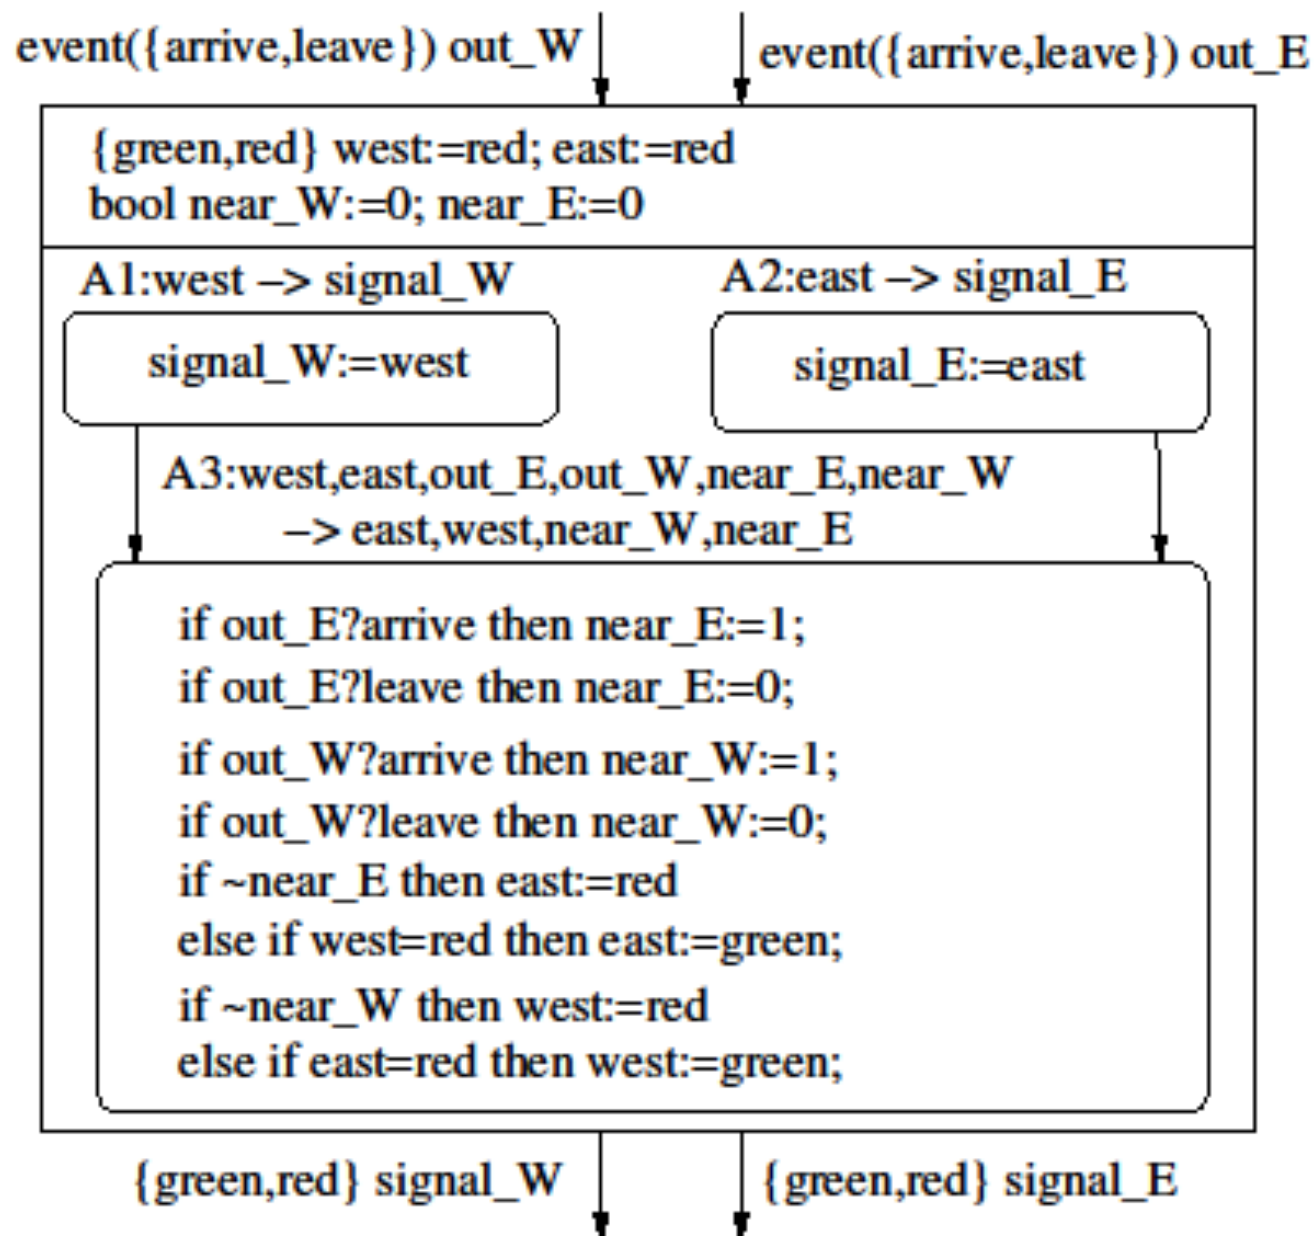 event({arrive,leave}) out_W
event({arrive,leave}) out_E
{green,red} west:=red; east:=red
bool near_W:=0; near_E:=0
A1:west –> signal_W
A2:east –> signal_E
signal_W:=west
signal_E:=east
A3:west,east,out_E,out_W,near_E,near_W
–> east,west,near_W,near_E
if out_E?arrive then near_E:=1;
if out_E?leave then near_E:=0;
if out_W?arrive then near_W:=1;
if out_W?leave then near_W:=0;
if ~near_E then east:=red
else if west=red then east:=green;
if ~near_W then west:=red
else if east=red then west:=green;
{green,red} signal_W
{green,red} signal_E